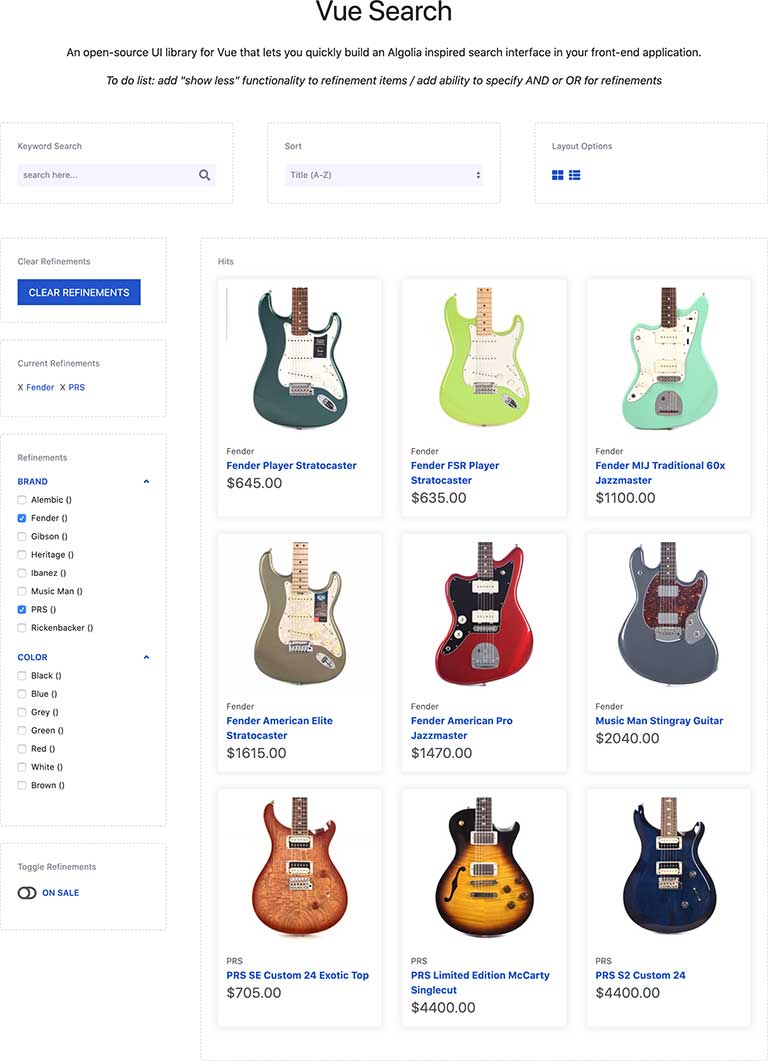 Vue Search
An open-source UI library for Vue that lets you quickly build an Algolia inspired search interface in your front-end application.
To do list: add "show less" functionality to refinement items / add ability to specify AND or OR for refinements
Keyword Search
search here...
Sort
Title (A-Z)
Layout Options
Clear Refinements
CLEAR REFINEMENTS
Current Refinements
X Fender X PRS
Refinements
BRAND
Alembic ()
Fender ()
Gibson ()
Heritage ()
Ibanez ()
Music Man ()
PRS ()
Rickenbacker ()
COLOR
Black ()
Blue ()
Grey ()
Green ()
Red ()
White ()
Brown ()
Toggle Refinements
ON SALE
Hits
Fender
Fender Player Stratocaster
$645.00
Fender
Fender FSR Player
Stratocaster
$635.00
Fender
Fender MIJ Traditional 60x
Jazzmaster
$1100.00
Fender
Fender American Elite
Stratocaster
$1615.00
Fender
Fender American Pro
Jazzmaster
$1470.00
Fender
Music Man Stingray Guitar
$2040.00
PRS
PRS SE Custom 24 Exotic Top
$705.00
PRS
PRS Limited Edition McCarty
Singlecut
$4400.00
PRS
PRS S2 Custom 24
$4400.00